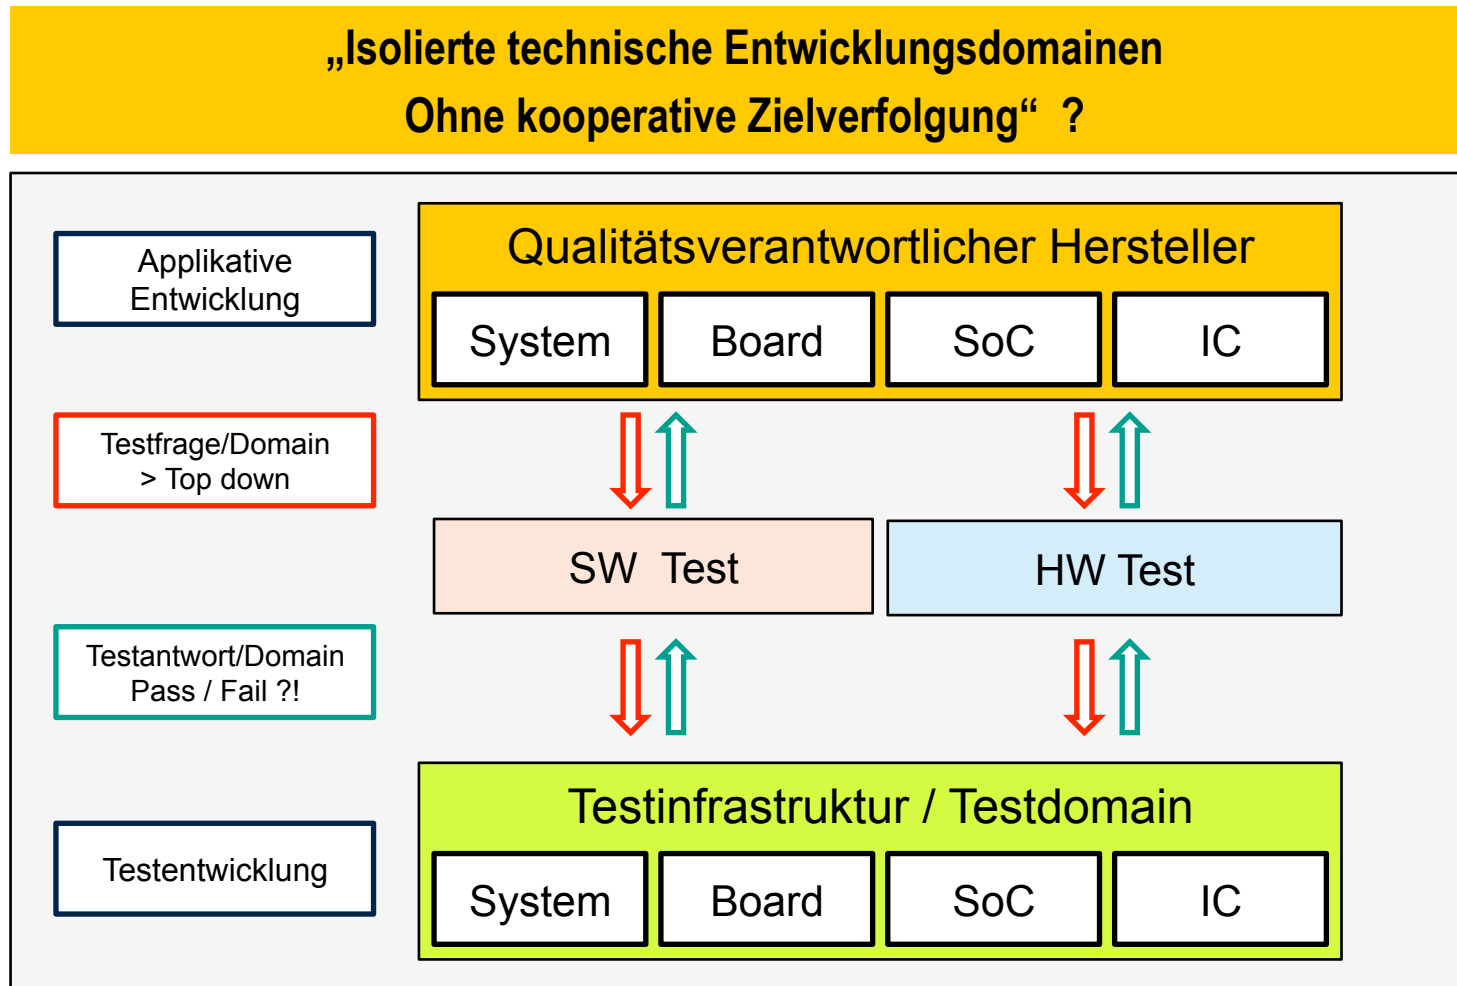 „Isolierte technische Entwicklungsdomainen
Ohne kooperative Zielverfolgung“ ?
Applikative
Entwicklung
Qualitätsverantwortlicher Hersteller
System Board SoC IC
Testfrage/Domain
> Top down
SW Test HW Test
Testantwort/Domain
Pass / Fail ?!
Testinfrastruktur / Testdomain
Testentwicklung
System Board SoC IC